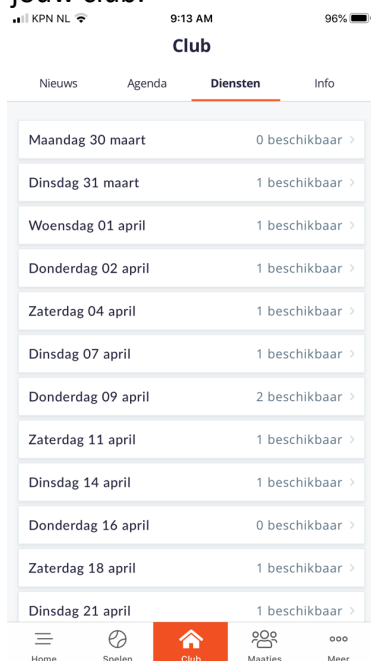 jouw club.
KPN NL 9:13 AM 96%
Club
Nieuws Agenda Diensten Info
Maandag 30 maart 0 beschikbaar
Dinsdag 31 maart 1 beschikbaar
Woensdag 01 april 1 beschikbaar
Donderdag 02 april 1 beschikbaar
Zaterdag 04 april 1 beschikbaar
Dinsdag 07 april 1 beschikbaar
Donderdag 09 april 2 beschikbaar
Zaterdag 11 april 1 beschikbaar
Dinsdag 14 april 1 beschikbaar
Donderdag 16 april 0 beschikbaar
Zaterdag 18 april 1 beschikbaar
Dinsdag 21 april 1 beschikbaar
Home Spelen Club Maatjes Meer